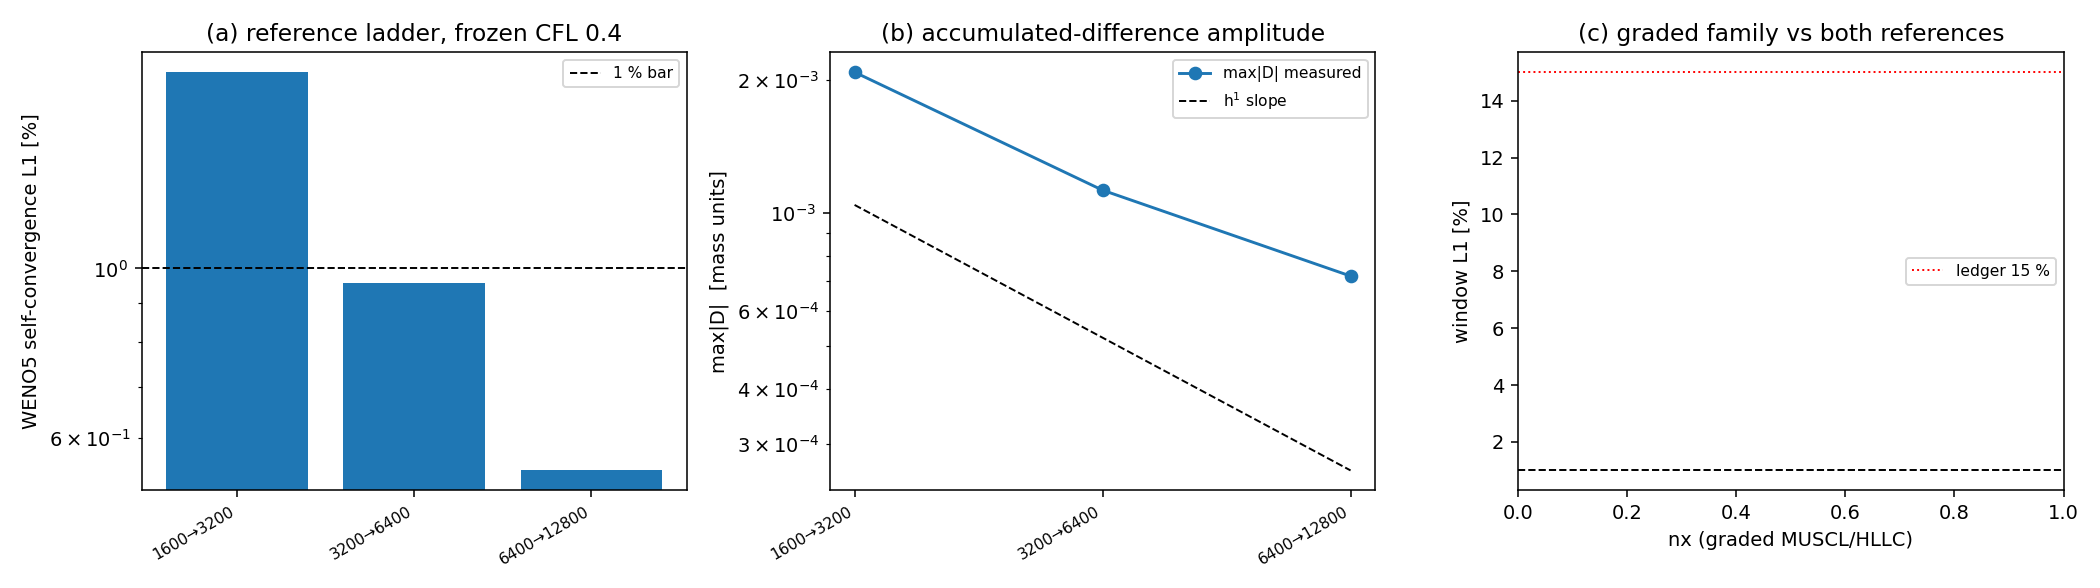 (a) reference ladder, frozen CFL 0.4
WENO5 self-convergence L1 [%]
10⁰
6 × 10⁻¹
1 % bar
1600→3200
3200→6400
6400→12800
(b) accumulated-difference amplitude
max|D| [mass units]
2 × 10⁻³
10⁻³
6 × 10⁻⁴
4 × 10⁻⁴
3 × 10⁻⁴
max|D| measured
h¹ slope
1600→3200
3200→6400
6400→12800
(c) graded family vs both references
window L1 [%]
14
12
10
8
6
4
2
ledger 15 %
0.0
0.2
0.4
0.6
0.8
1.0
nx (graded MUSCL/HLLC)